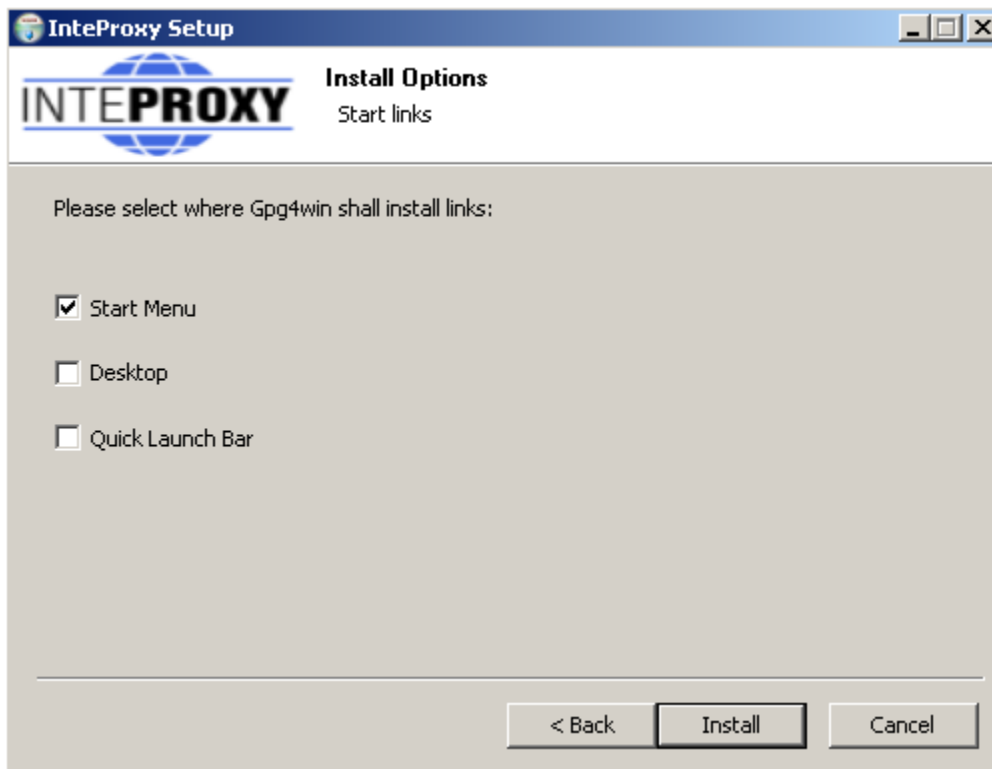 InteProxy Setup
INTEPROXY
Install Options
Start links
Please select where Gpg4win shall install links:
Start Menu
Desktop
Quick Launch Bar
< Back
Install
Cancel